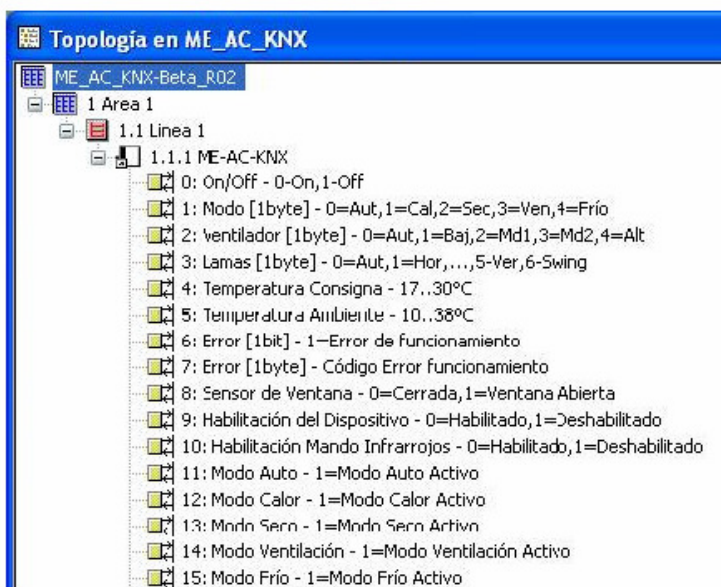 Topología en ME_AC_KNX
ME_AC_KNX-Beta_R02
1 Area 1
1.1 Linea 1
1.1.1 ME-AC-KNX
0: On/Off - 0-On,1-Off
1: Modo [1byte] - 0=Aut,1=Cal,2=Sec,3=Ven,4=Frío
2: Ventilador [1byte] - 0=Aut,1=Baj,2=Md1,3=Md2,4=Alt
3: Lamas [1byte] - 0=Aut,1=Hor,...,5-Ver,6-Swing
4: Temperatura Consigna - 17..30ºC
5: Temperatura Ambiente - 10..38ºC
6: Error [1bit] - 1=Error de funcionamiento
7: Error [1byte] - Código Error funcionamiento
8: Sensor de Ventana - 0=Cerrada,1=Ventana Abierta
9: Habilitación del Dispositivo - 0=Habilitado,1=Deshabilitado
10: Habilitación Mando Infrarrojos - 0=Habilitado,1=Deshabilitado
11: Modo Auto - 1=Modo Auto Activo
12: Modo Calor - 1=Modo Calor Activo
13: Modo Seco - 1=Modo Seco Activo
14: Modo Ventilación - 1=Modo Ventilación Activo
15: Modo Frío - 1=Modo Frío Activo